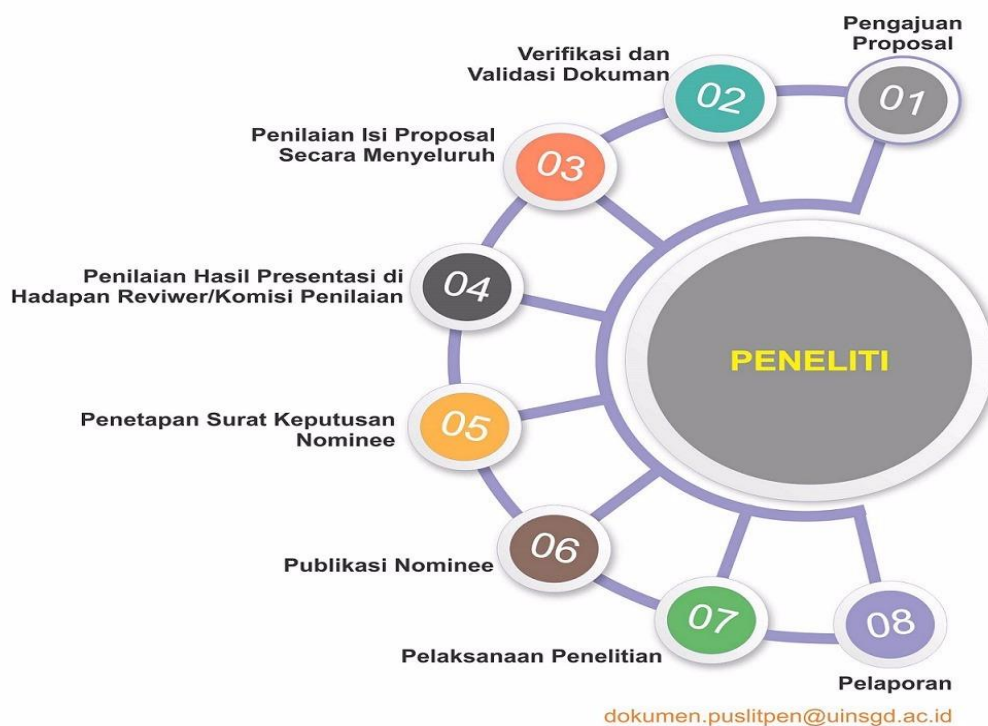 Pengajuan
Proposal
01
Verifikasi dan
Validasi Dokuman
02
Penilaian Isi Proposal
Secara Menyeluruh
03
Penilaian Hasil Presentasi di
Hadapan Reviwer/Komisi Penilaian
04
PENELITI
Penetapan Surat Keputusan
Nominee
05
Publikasi Nominee
06
Pelaksanaan Penelitian
07
08
Pelaporan
dokumen.puslitpen@uinsgd.ac.id